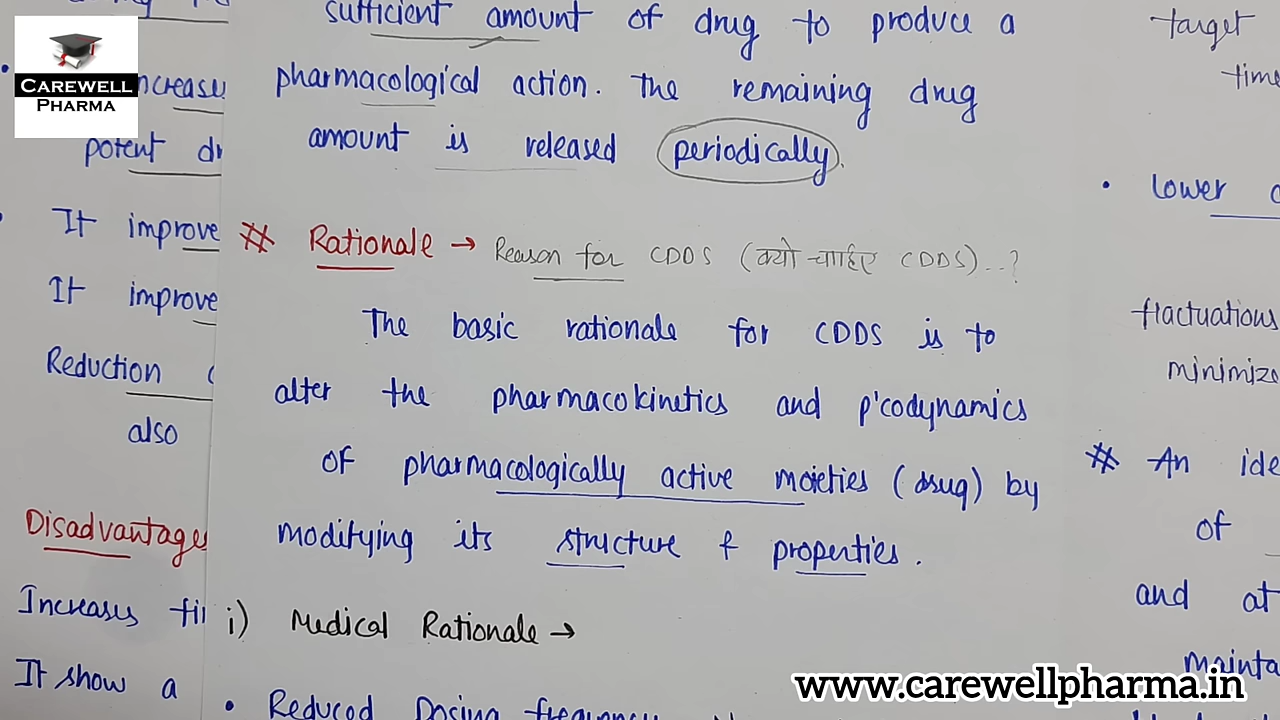 CAREWELL
PHARMA
increases
potent
It improve
It improve
Reduction
also
Disadvantages
Increases
It show a
sufficient amount of drug to produce a
pharmacological action. The remaining drug
amount is released periodically.
# Rationale → Reason for CDDS (क्यो चाहिए CDDS)..?
The basic rationale for CDDS is to
alter the pharmacokinetics and p'codynamics
of pharmacologically active moieties (drug) by
modifying its structure & properties.
i) Medical Rationale →
• Reduced Dosing frequency
target
time
• lower
flactuations
minimize
# An ide
of
and at
mainta
www.carewellpharma.in